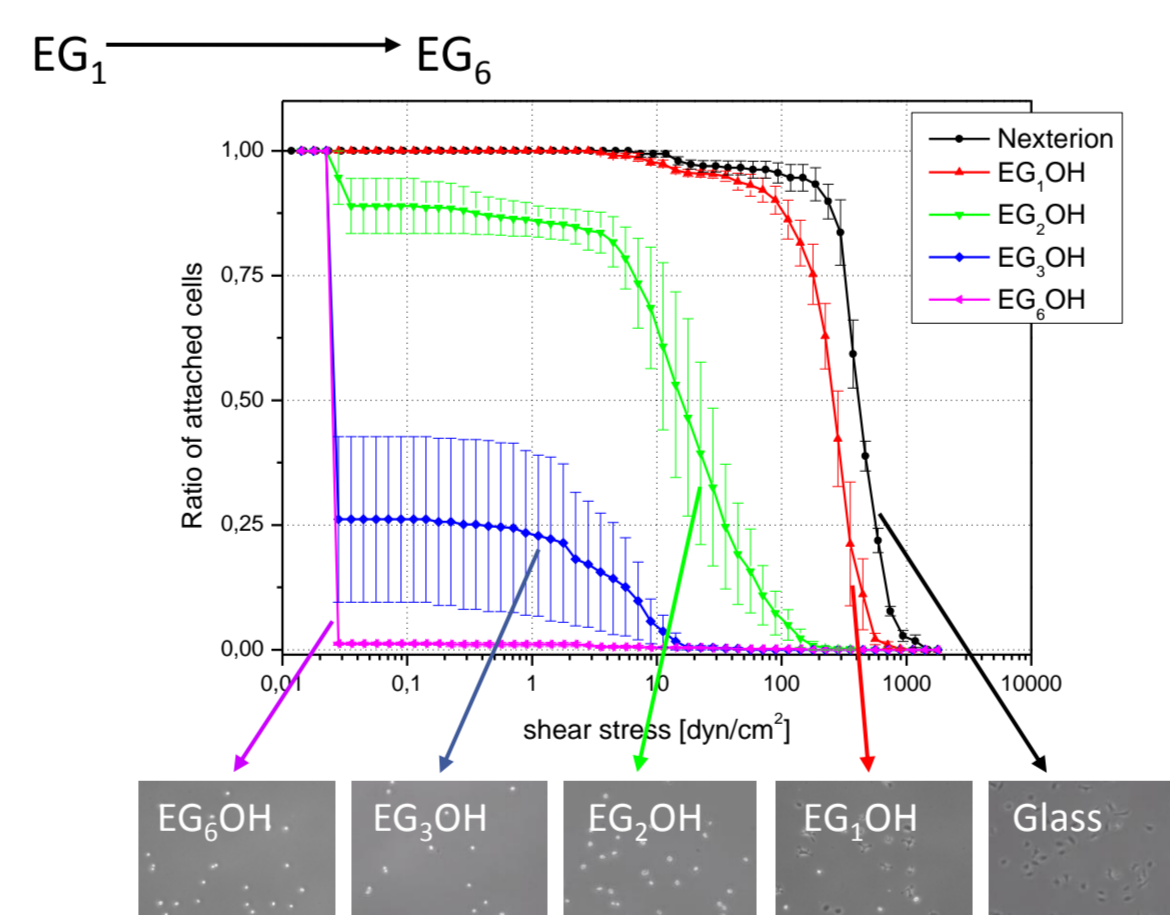 EG₁ EG₆
1,00
0,75
0,50
0,25
0,00
Ratio of attached cells
Nexterion
EG₁OH
EG₂OH
EG₃OH
EG₆OH
0,01 0,1 1 10 100 1000 10000
shear stress [dyn/cm²]
EG₆OH EG₃OH EG₂OH EG₁OH Glass